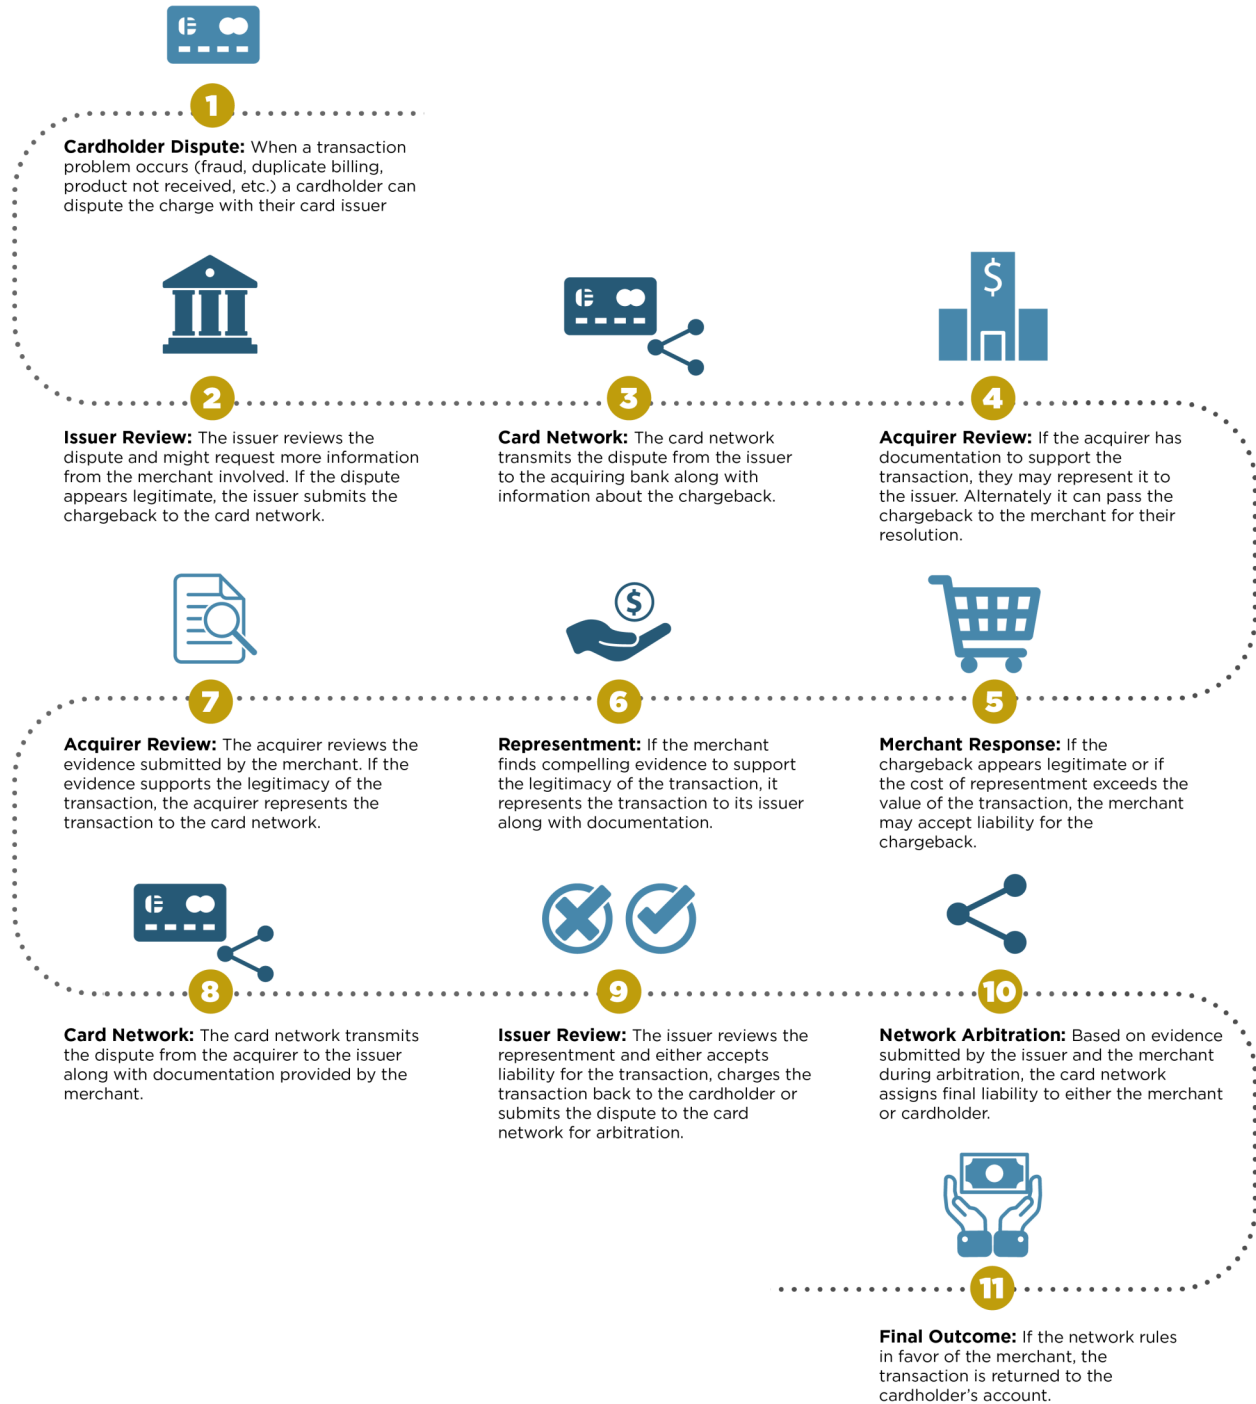 1
Cardholder Dispute: When a transaction
problem occurs (fraud, duplicate billing,
product not received, etc.) a cardholder can
dispute the charge with their card issuer
2
Issuer Review: The issuer reviews the
dispute and might request more information
from the merchant involved. If the dispute
appears legitimate, the issuer submits the
chargeback to the card network.
3
Card Network: The card network
transmits the dispute from the issuer
to the acquiring bank along with
information about the chargeback.
$
4
Acquirer Review: If the acquirer has
documentation to support the
transaction, they may represent it to
the issuer. Alternately it can pass the
chargeback to the merchant for their
resolution.
5
Merchant Response: If the
chargeback appears legitimate or if
the cost of representment exceeds the
value of the transaction, the merchant
may accept liability for the
chargeback.
$
6
Representment: If the merchant
finds compelling evidence to support
the legitimacy of the transaction, it
represents the transaction to its issuer
along with documentation.
7
Acquirer Review: The acquirer reviews the
evidence submitted by the merchant. If the
evidence supports the legitimacy of the
transaction, the acquirer represents the
transaction to the card network.
8
Card Network: The card network transmits
the dispute from the acquirer to the issuer
along with documentation provided by the
merchant.
9
Issuer Review: The issuer reviews the
representment and either accepts
liability for the transaction, charges the
transaction back to the cardholder or
submits the dispute to the card
network for arbitration.
10
Network Arbitration: Based on evidence
submitted by the issuer and the merchant
during arbitration, the card network
assigns final liability to either the merchant
or cardholder.
11
Final Outcome: If the network rules
in favor of the merchant, the
transaction is returned to the
cardholder's account.